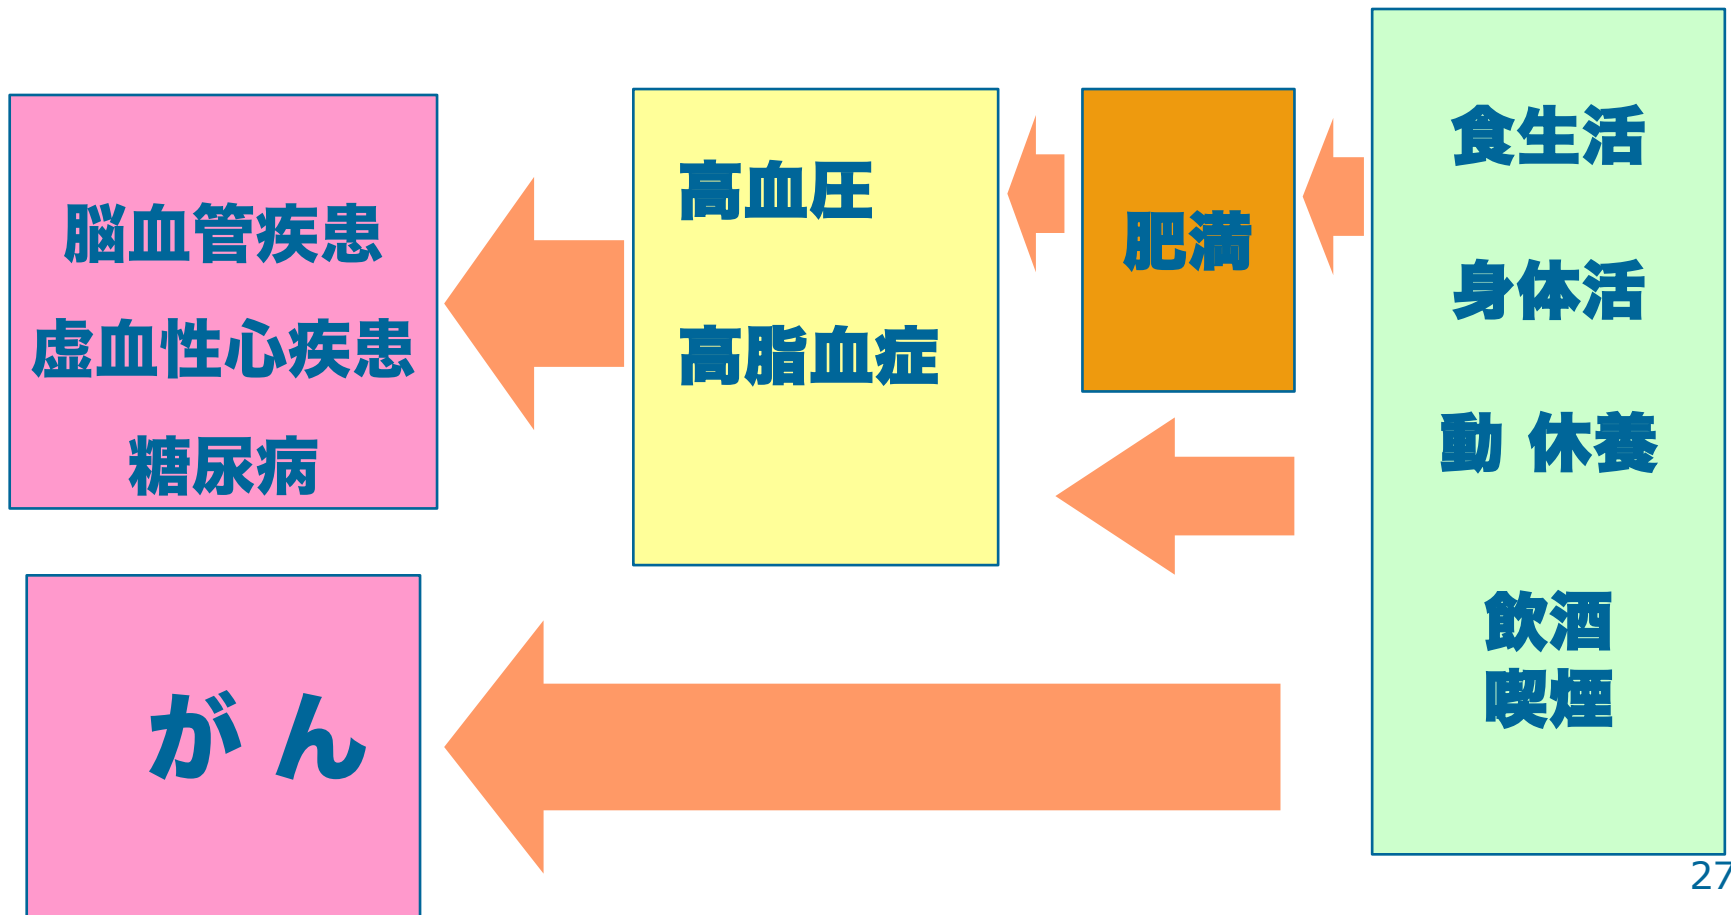 脳血管疾患
虚血性心疾患
糖尿病
がん
高血圧
高脂血症
肥満
食生活
身体活
動 休養
飲酒
喫煙
27